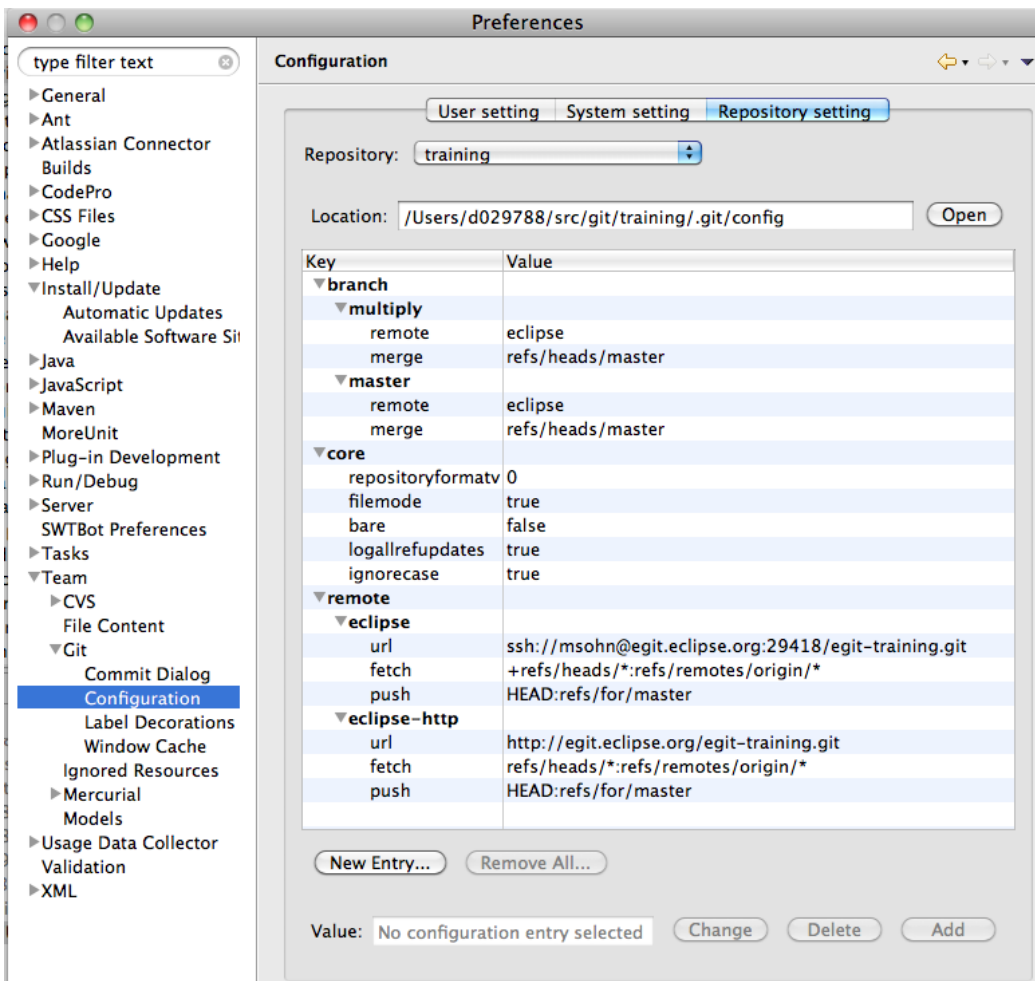 Preferences
type filter text
General
Ant
Atlassian Connector
Builds
CodePro
CSS Files
Google
Help
Install/Update
Automatic Updates
Available Software Sit
Java
JavaScript
Maven
MoreUnit
Plug-in Development
Run/Debug
Server
SWTBot Preferences
Tasks
Team
CVS
File Content
Git
Commit Dialog
Configuration
Label Decorations
Window Cache
Ignored Resources
Mercurial
Models
Usage Data Collector
Validation
XML
Configuration
User setting System setting Repository setting
Repository: training
Location: /Users/d029788/src/git/training/.git/config Open
Key Value
branch
multiply
remote eclipse
merge refs/heads/master
master
remote eclipse
merge refs/heads/master
core
repositoryformatv 0
filemode true
bare false
logallrefupdates true
ignorecase true
remote
eclipse
url ssh://msohn@egit.eclipse.org:29418/egit-training.git
fetch +refs/heads/*:refs/remotes/origin/*
push HEAD:refs/for/master
eclipse-http
url http://egit.eclipse.org/egit-training.git
fetch refs/heads/*:refs/remotes/origin/*
push HEAD:refs/for/master
New Entry... Remove All...
Value: No configuration entry selected Change Delete Add